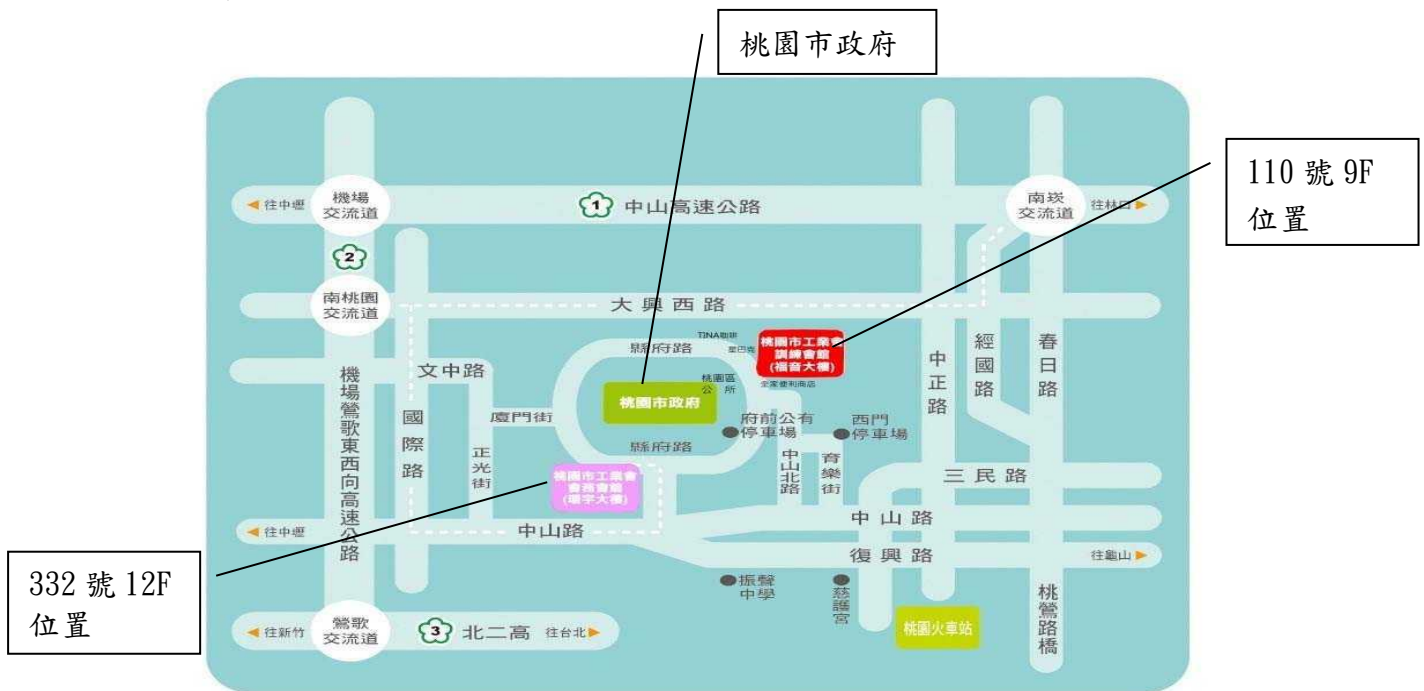 桃園市政府
110 號 9F
位置
332 號 12F
位置
往中壢
機場
交流道
1
中山高速公路
南崁
交流道
往林口
2
南桃園
交流道
大興西路
TINA咖啡
星巴克
桃園市工業會
訓練會館
(福音大樓)
縣府路
文中路
桃園區
公所
全家便利商店
桃園市政府
廈門街
府前公有
停車場
西門
停車場
中正路
經國路
春日路
機場鶯歌東西向高速公路
國際路
正光街
縣府路
桃園市工業會
會務會館
(環宇大樓)
中山北路
育樂街
三民路
往中壢
中山路
中山路
復興路
往龜山
振聲
中學
慈護宮
桃園火車站
桃鶯路橋
往新竹
鶯歌
交流道
3
北二高
往台北